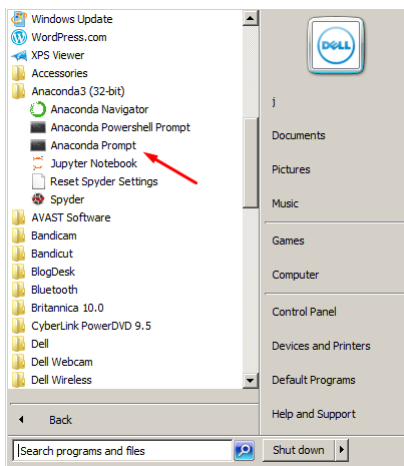 Windows Update
WordPress.com
XPS Viewer
Accessories
Anaconda3 (32-bit)
Anaconda Navigator
Anaconda Powershell Prompt
Anaconda Prompt
Jupyter Notebook
Reset Spyder Settings
Spyder
AVAST Software
Bandicam
Bandicut
BlogDesk
Bluetooth
Britannica 10.0
CyberLink PowerDVD 9.5
Dell
Dell Webcam
Dell Wireless
Back
Search programs and files
DELL
j
Documents
Pictures
Music
Games
Computer
Control Panel
Devices and Printers
Default Programs
Help and Support
Shut down